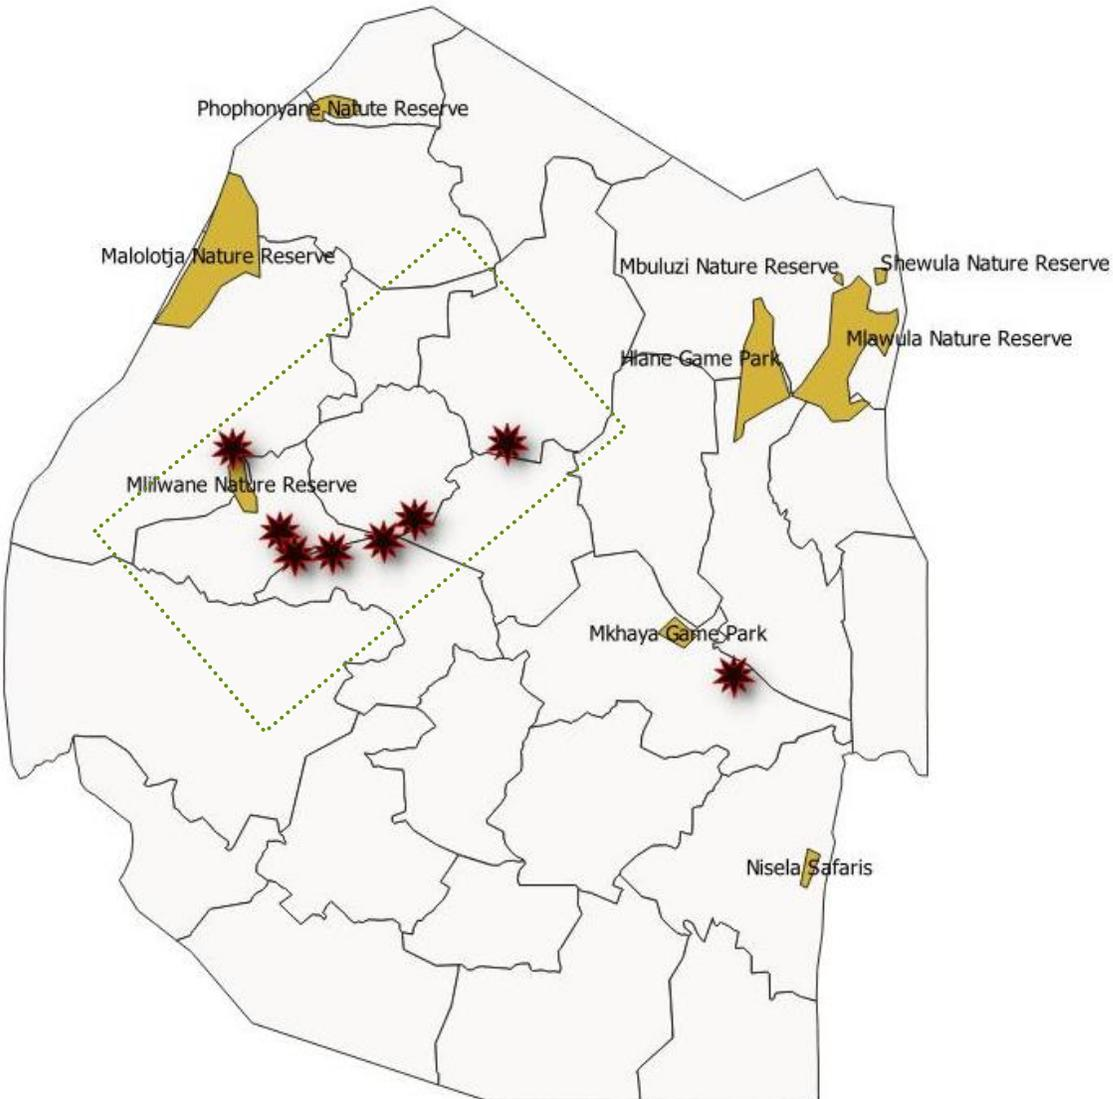 Phophonyane Natute Reserve
Malolotja Nature Reserve
Mbuluzi Nature Reserve
Shewula Nature Reserve
Mlawula Nature Reserve
Hlane Game Park
Mlilwane Nature Reserve
Mkhaya Game Park
Nisela Safaris